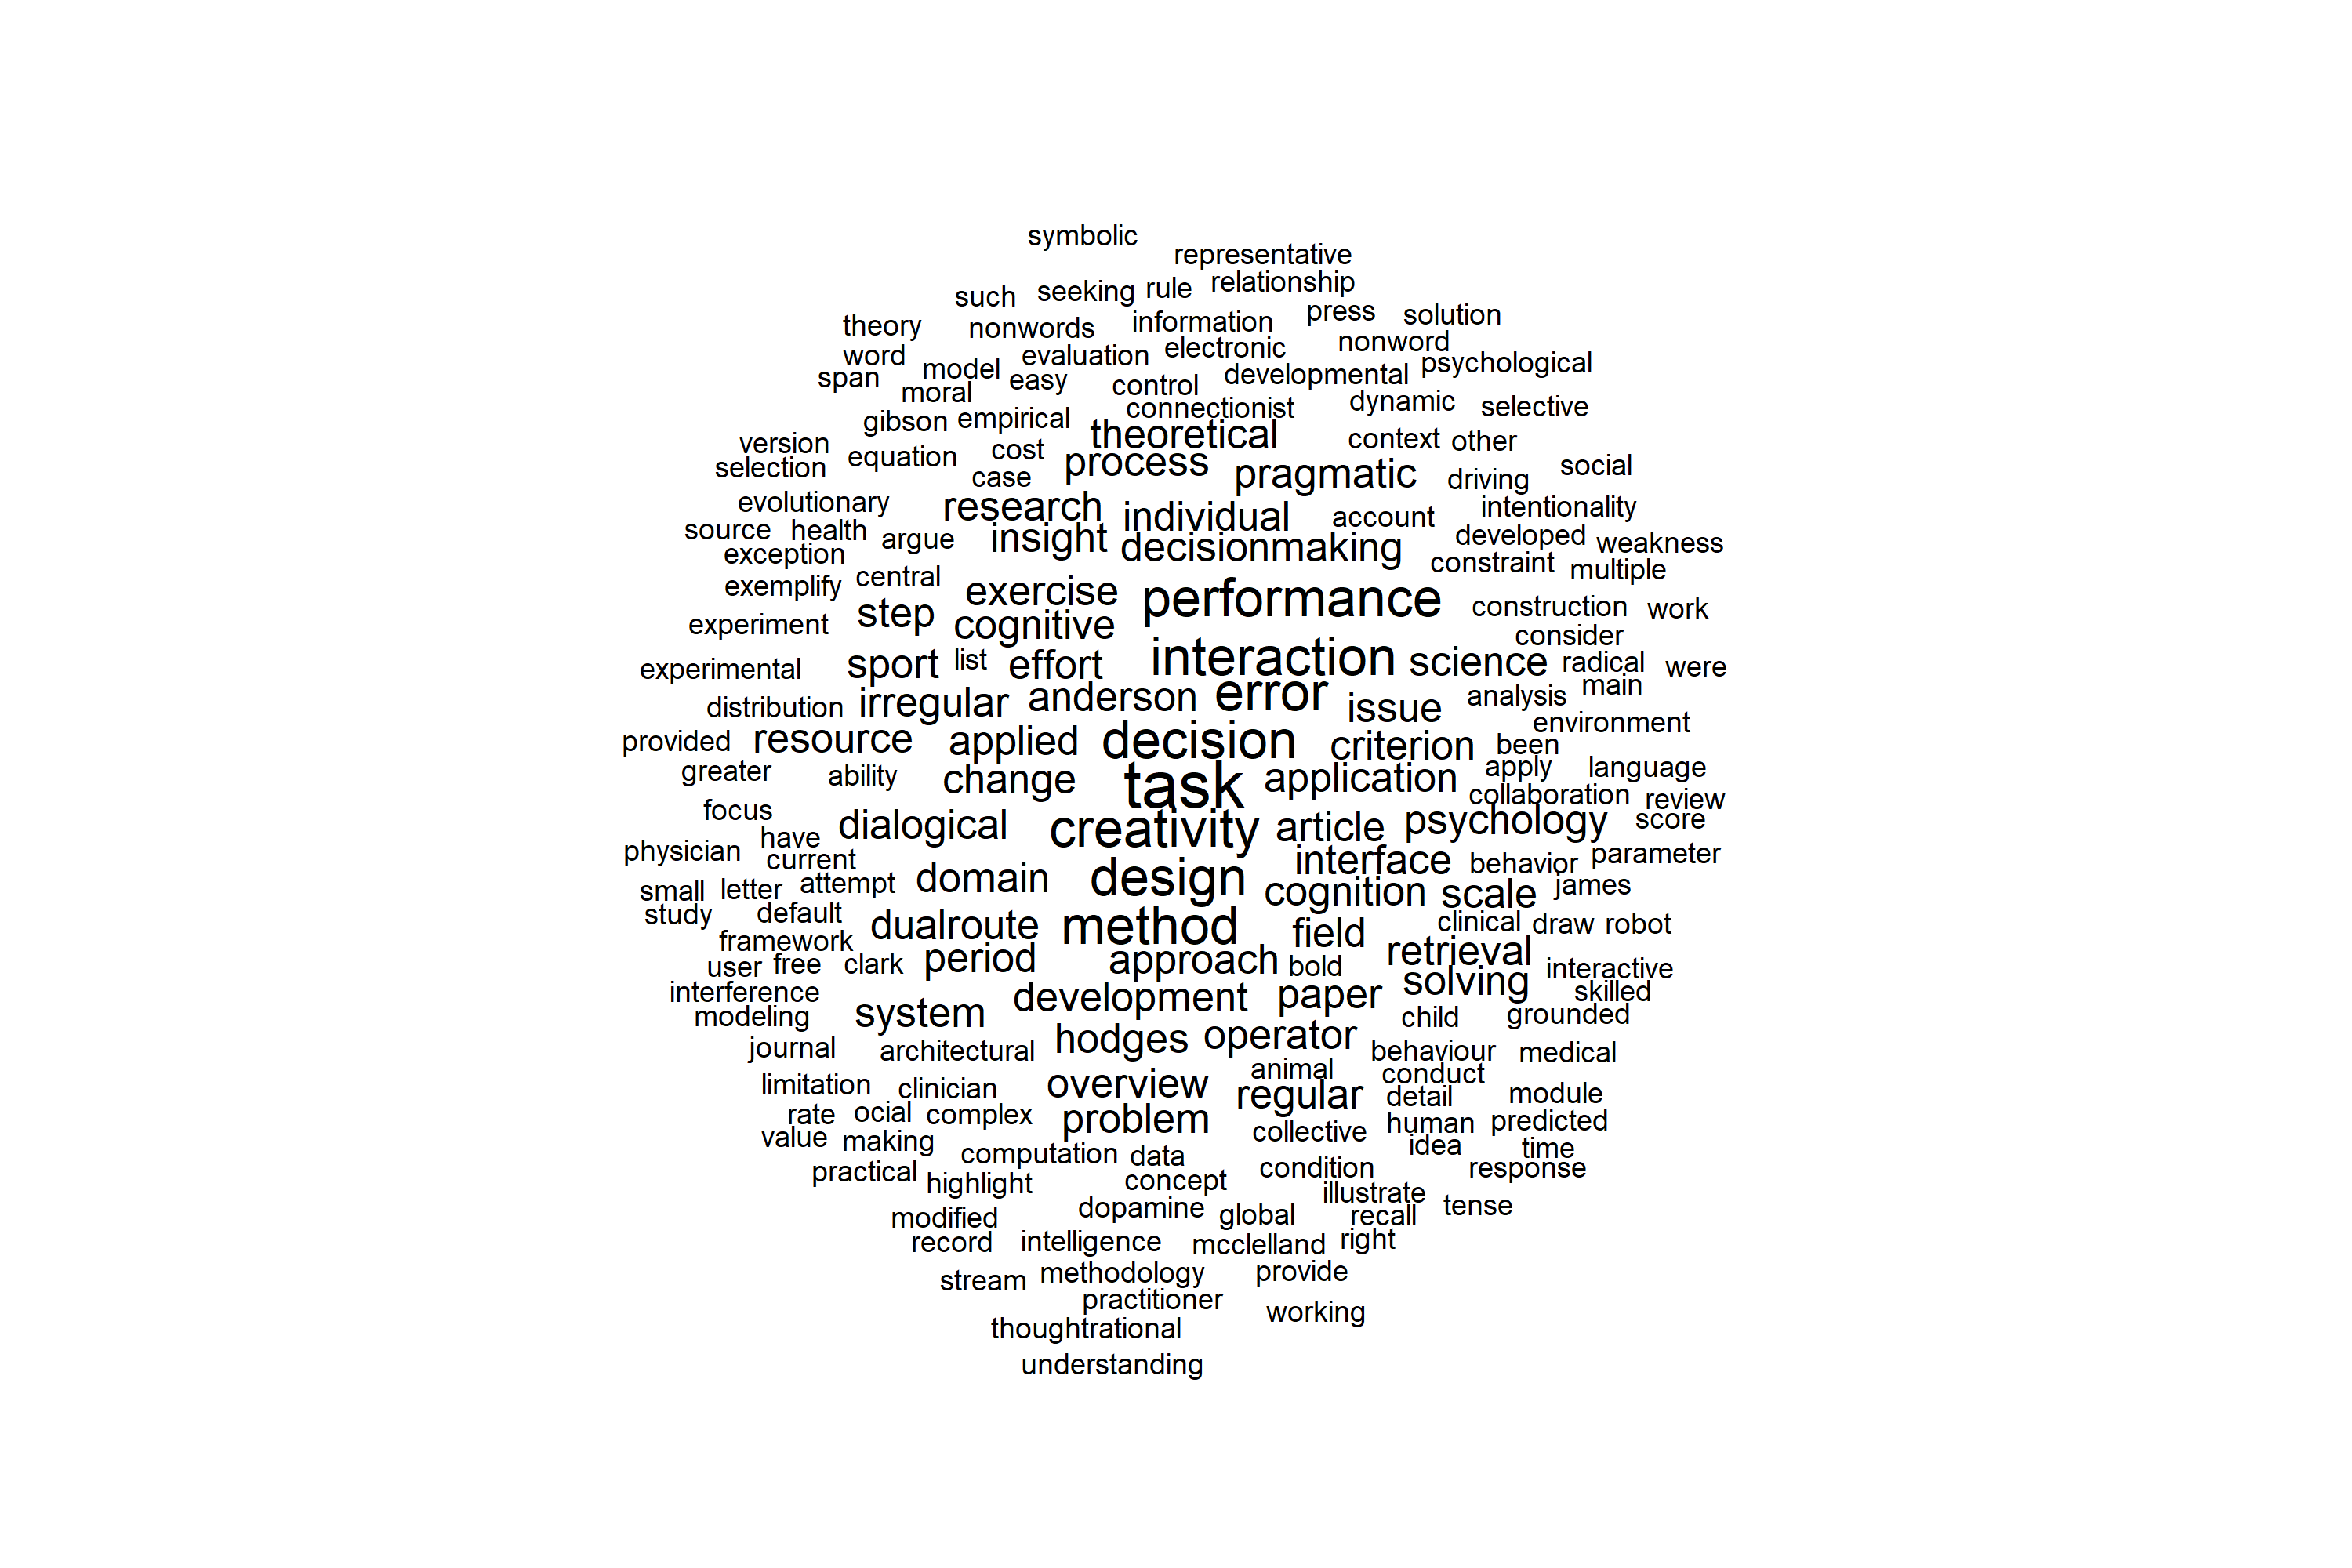 symbolic
representative
such seeking rule relationship
theory nonwords information press solution
word model evaluation electronic nonword psychological
span moral easy control developmental
gibson empirical connectionist dynamic selective
version equation cost theoretical context other
selection case process pragmatic driving social
evolutionary research individual account intentionality
source health argue insight decisionmaking developed weakness
exception central constraint multiple
exemplify exercise performance construction work
experiment step cognitive consider
experimental sport list effort interaction science radical were
distribution irregular anderson error issue analysis main
provided resource applied decision criterion been environment
greater ability change task application apply language
focus collaboration review
have dialogical creativity article psychology score
physician current interface behavior parameter
small letter attempt domain design cognition scale james
study default dualroute method field clinical draw robot
framework retrieval
user free clark period approach bold solving interactive
interference development paper skilled
modeling system child grounded
journal architectural hodges operator behaviour medical
limitation clinician overview animal conduct
rate ocial complex problem regular detail module
value making collective human predicted
computation data idea time
practical highlight concept condition response
modified dopamine global illustrate recall tense
record intelligence mcclelland right
stream methodology provide
practitioner working
thoughtrational
understanding